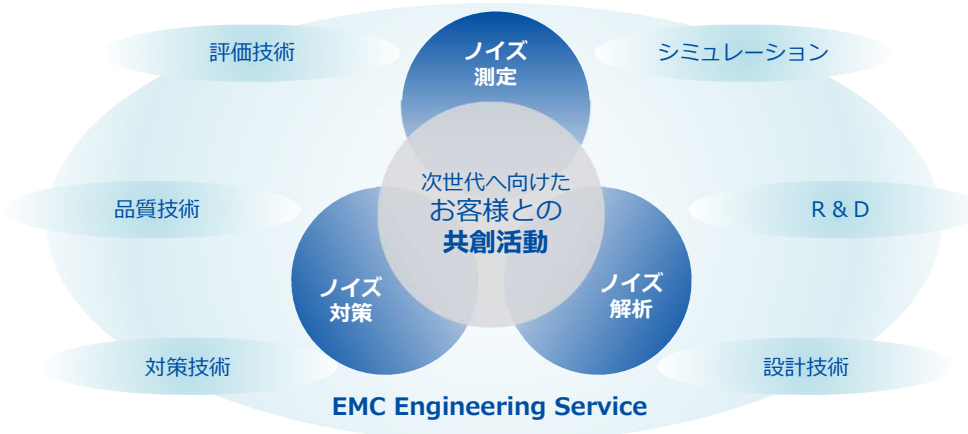 評価技術
ノイズ
測定
シミュレーション
品質技術
次世代へ向けた
お客様との
共創活動
R & D
ノイズ
対策
ノイズ
解析
対策技術
設計技術
EMC Engineering Service